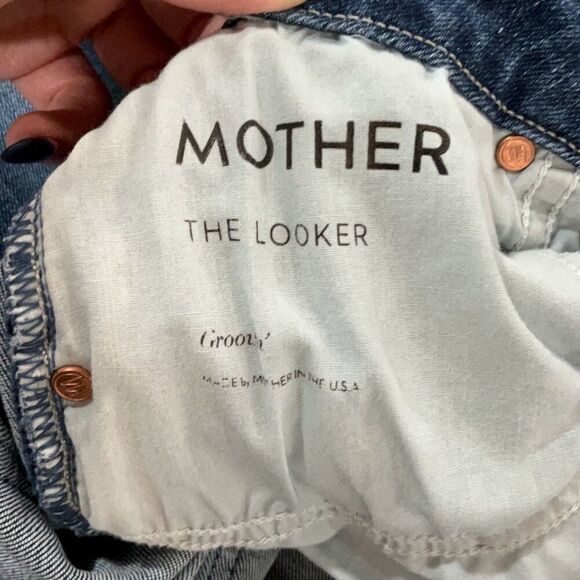 MOTHER
THE LOOKER
Groovy
MADE by MOTHER IN THE U.S.A